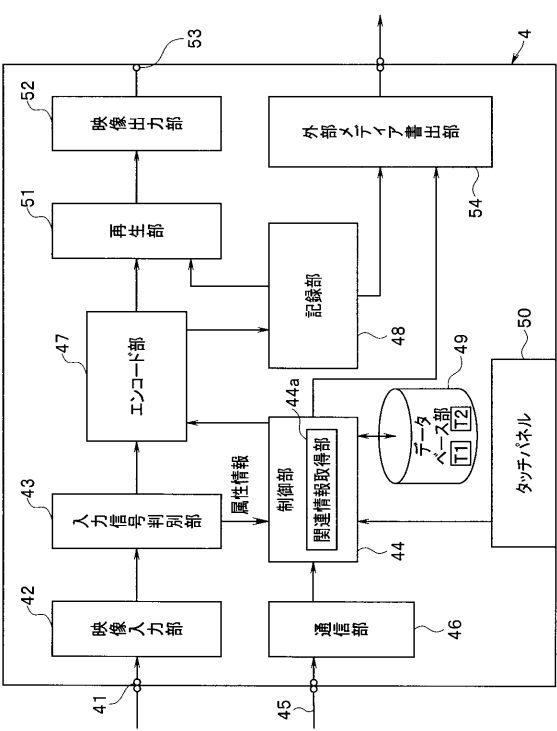 4
41
映像入力部
42
入力信号判別部
43
エンコード部
47
再生部
51
映像出力部
52
53
属性情報
45
通信部
46
制御部
関連情報取得部
44a
44
記録部
48
外部メディア書出部
54
データ
ベース部
T1 T2
49
タッチパネル
50